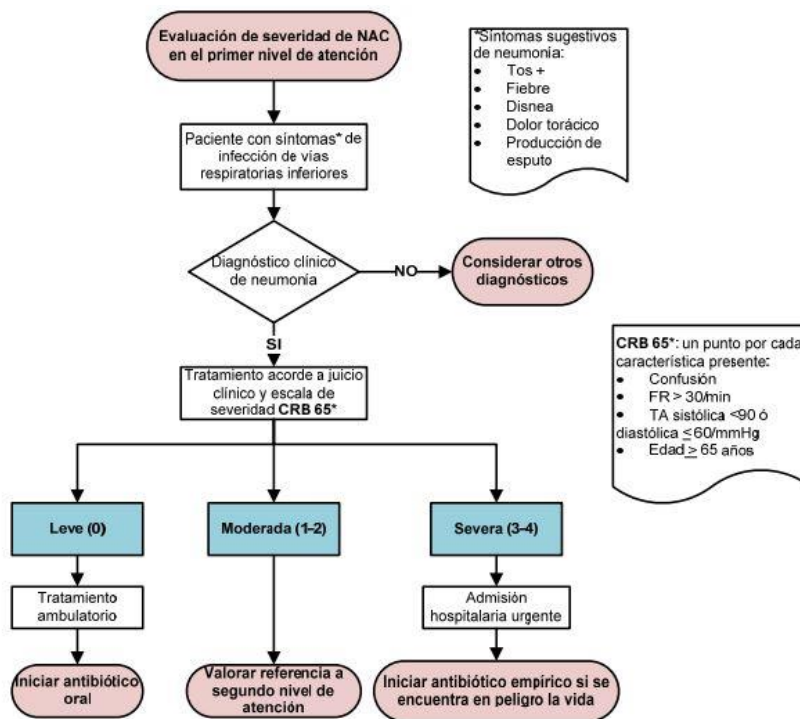 Evaluación de severidad de NAC
en el primer nivel de atención
*Síntomas sugestivos
de neumonía:
• Tos +
• Fiebre
• Disnea
• Dolor torácico
• Producción de
esputo
Paciente con síntomas* de
infección de vías
respiratorias inferiores
Diagnóstico clínico
de neumonía
NO
Considerar otros
diagnósticos
SI
CRB 65*: un punto por cada
característica presente:
• Confusión
• FR > 30/min
• TA sistólica <90 ó
diastólica ≤60/mmHg
• Edad ≥ 65 años
Tratamiento acorde a juicio
clínico y escala de
severidad CRB 65*
Leve (0)
Moderada (1-2)
Severa (3-4)
Tratamiento
ambulatorio
Admisión
hospitalaria urgente
Iniciar antibiótico
oral
Valorar referencia a
segundo nivel de
atención
Iniciar antibiótico empírico si se
encuentra en peligro la vida